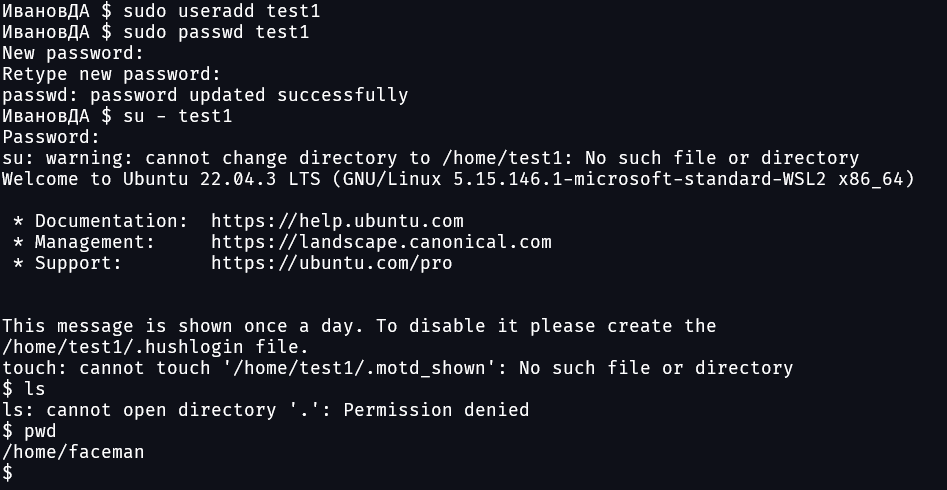 ИвановДА $ sudo useradd test1
ИвановДА $ sudo passwd test1
New password:
Retype new password:
passwd: password updated successfully
ИвановДА $ su - test1
Password:
su: warning: cannot change directory to /home/test1: No such file or directory
Welcome to Ubuntu 22.04.3 LTS (GNU/Linux 5.15.146.1-microsoft-standard-WSL2 x86_64)

 * Documentation:  https://help.ubuntu.com
 * Management:     https://landscape.canonical.com
 * Support:        https://ubuntu.com/pro


This message is shown once a day. To disable it please create the
/home/test1/.hushlogin file.
touch: cannot touch '/home/test1/.motd_shown': No such file or directory
$ ls
ls: cannot open directory '.': Permission denied
$ pwd
/home/faceman
$